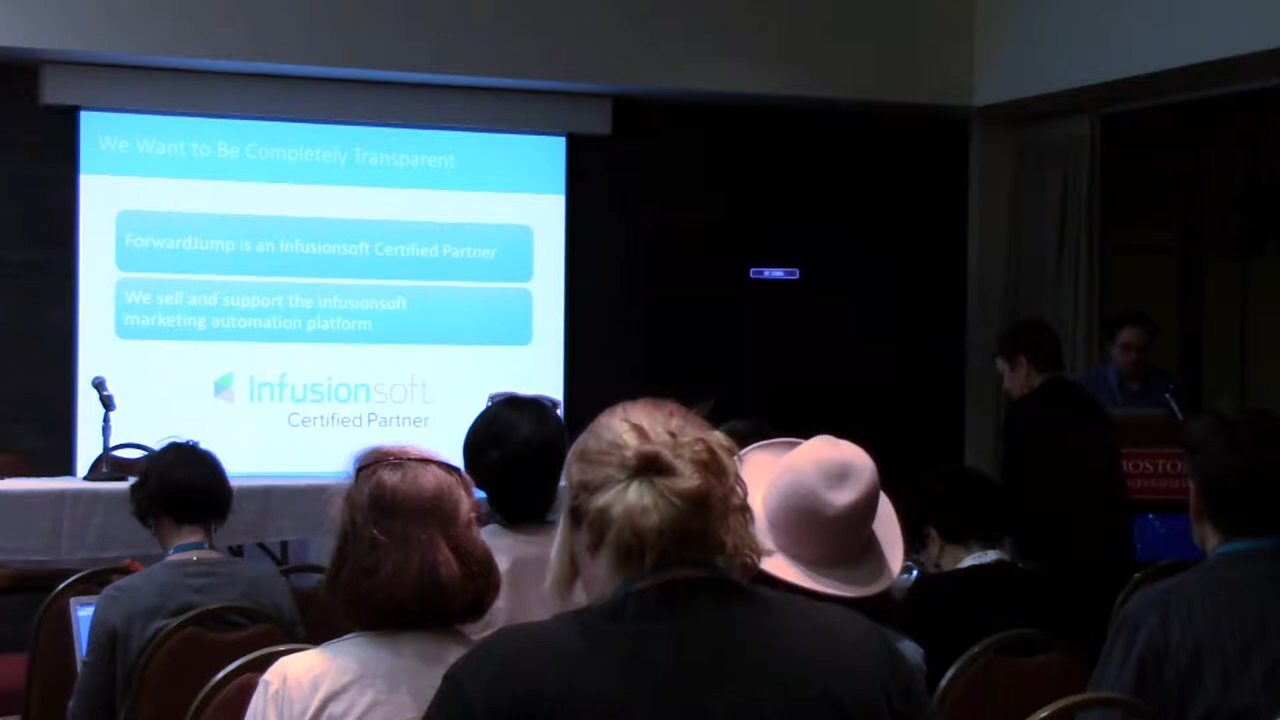 We Want to Be Completely Transparent
ForwardJump is an Infusionsoft Certified Partner
We sell and support the Infusionsoft
marketing automation platform
Infusionsoft.
Certified Partner
BOSTON